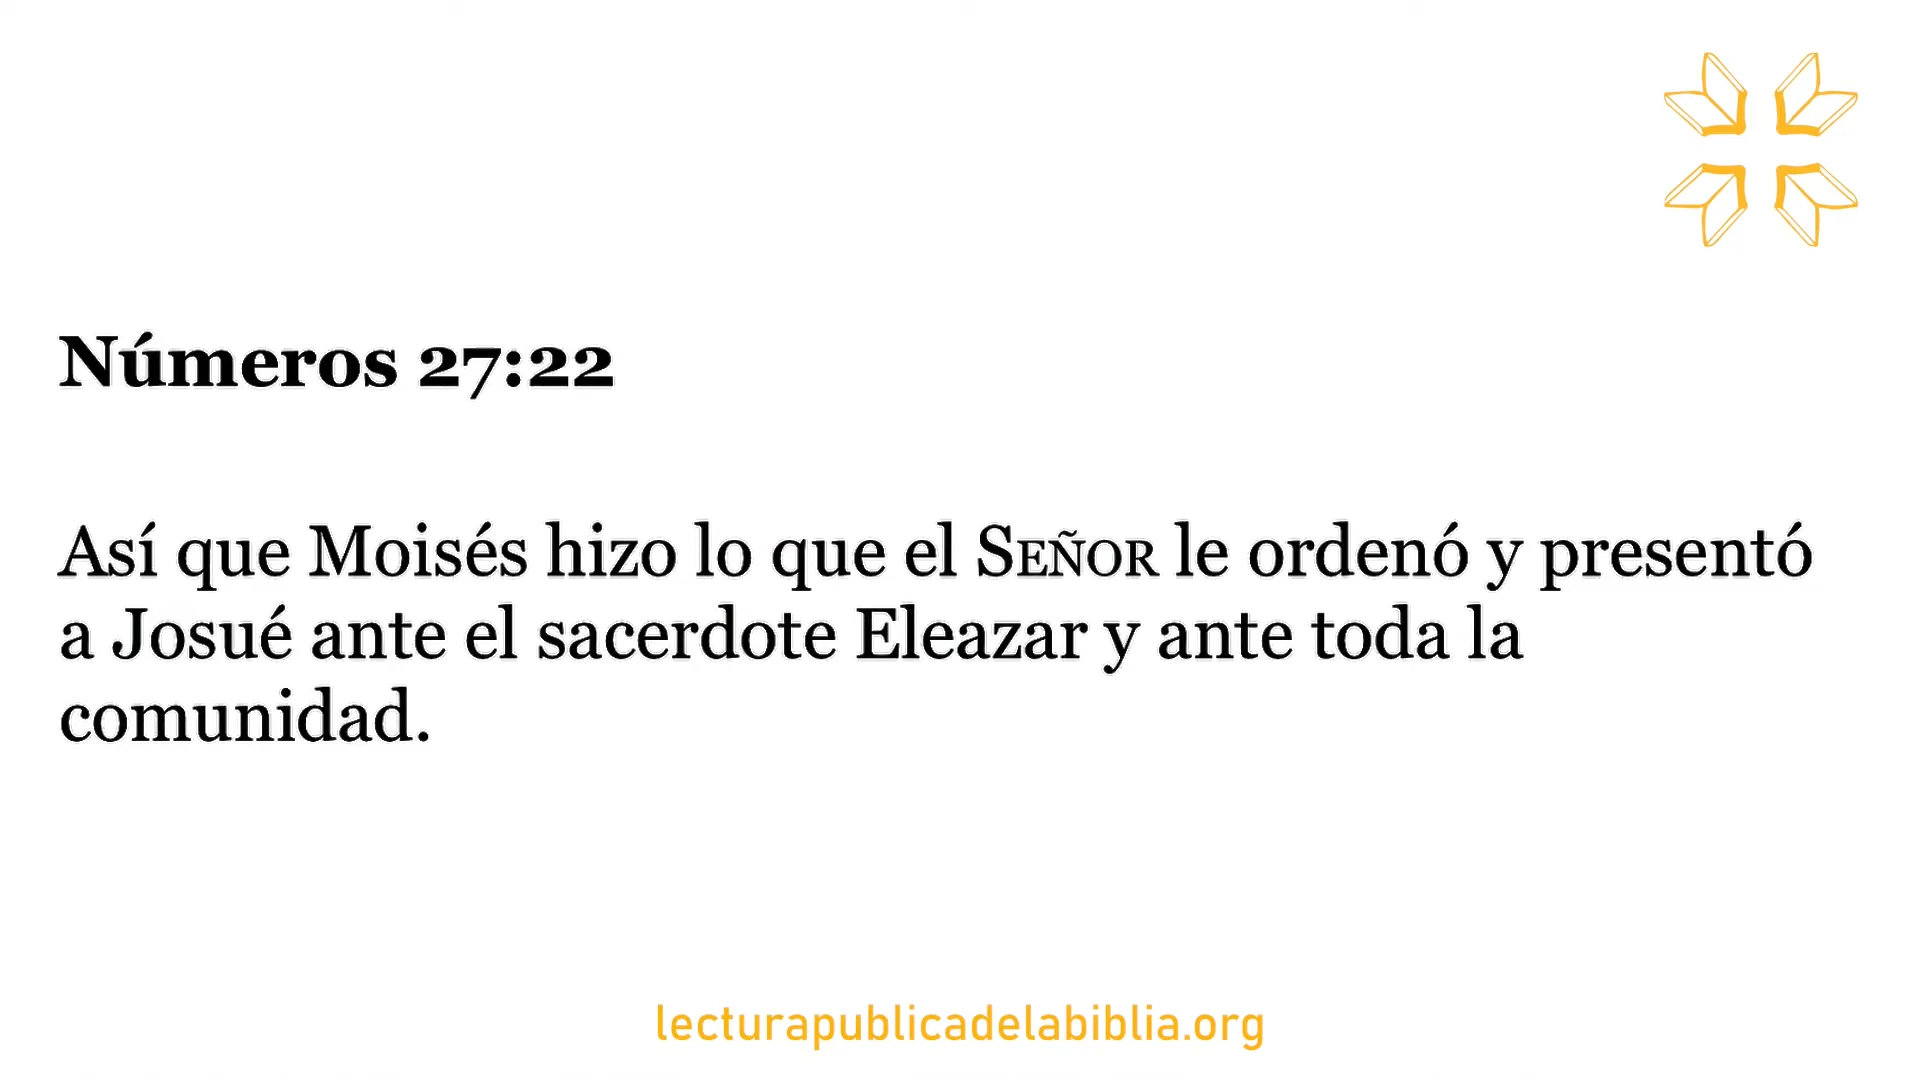 Números 27:22
Así que Moisés hizo lo que el SEÑOR le ordenó y presentó
a Josué ante el sacerdote Eleazar y ante toda la
comunidad.
lecturapublicadelabiblia.org